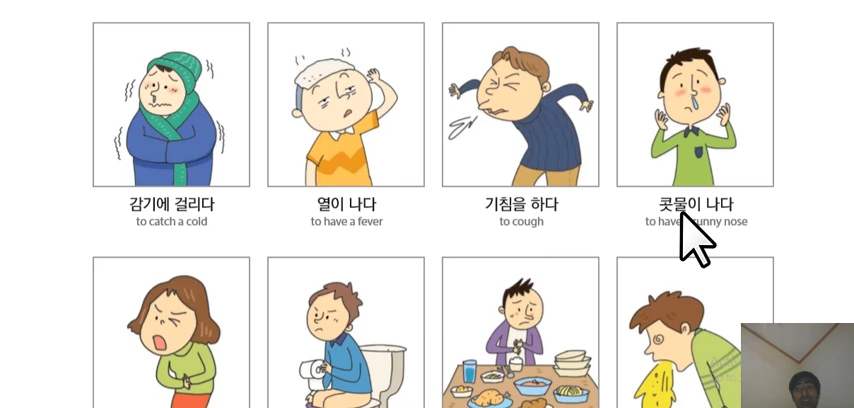 감기에 걸리다
to catch a cold
열이 나다
to have a fever
기침을 하다
to cough
콧물이 나다
to have runny nose